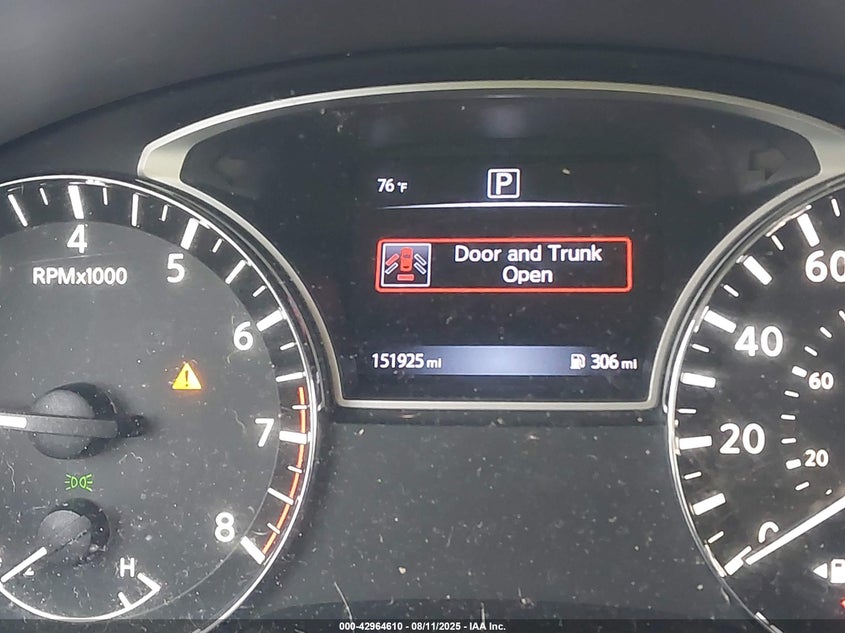 76 °F
P
Door and Trunk
Open
151925 mi
306 mi
4
5
6
7
8
RPMx1000
H
60
40
20
0
60
20
000-42964610 - 08/11/2025 - IAA Inc.